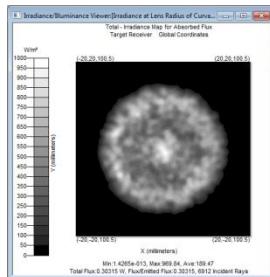 Irradiance/Illuminance Viewer:[Irradiance at Lens Radius of Curve...
Total - Irradiance Map for Absorbed Flux
Target Receiver Global Coordinates
W/m²
1000
950
900
850
800
750
700
650
600
550
500
450
400
350
300
250
200
150
100
50
0
Y (millimeters)
(-20,20,100.5) (20,20,100.5)
(-20,-20,100.5) (20,-20,100.5)
X (millimeters)
Min:1.4265e-013, Max:969.84, Ave:189.47
Total Flux:0.30315 W, Flux/Emitted Flux:0.30315, 6912 Incident Rays